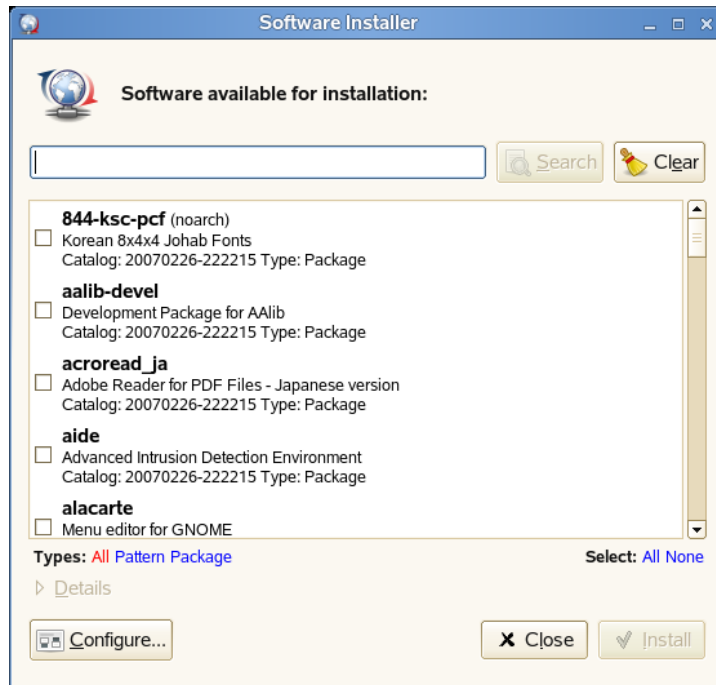 Software Installer
Software available for installation:
Search
Clear
844-ksc-pcf (noarch)
Korean 8x4x4 Johab Fonts
Catalog: 20070226-222215 Type: Package
aalib-devel
Development Package for AAlib
Catalog: 20070226-222215 Type: Package
acroread_ja
Adobe Reader for PDF Files - Japanese version
Catalog: 20070226-222215 Type: Package
aide
Advanced Intrusion Detection Environment
Catalog: 20070226-222215 Type: Package
alacarte
Menu editor for GNOME
Types: All Pattern Package
Select: All None
Details
Configure...
Close
Install